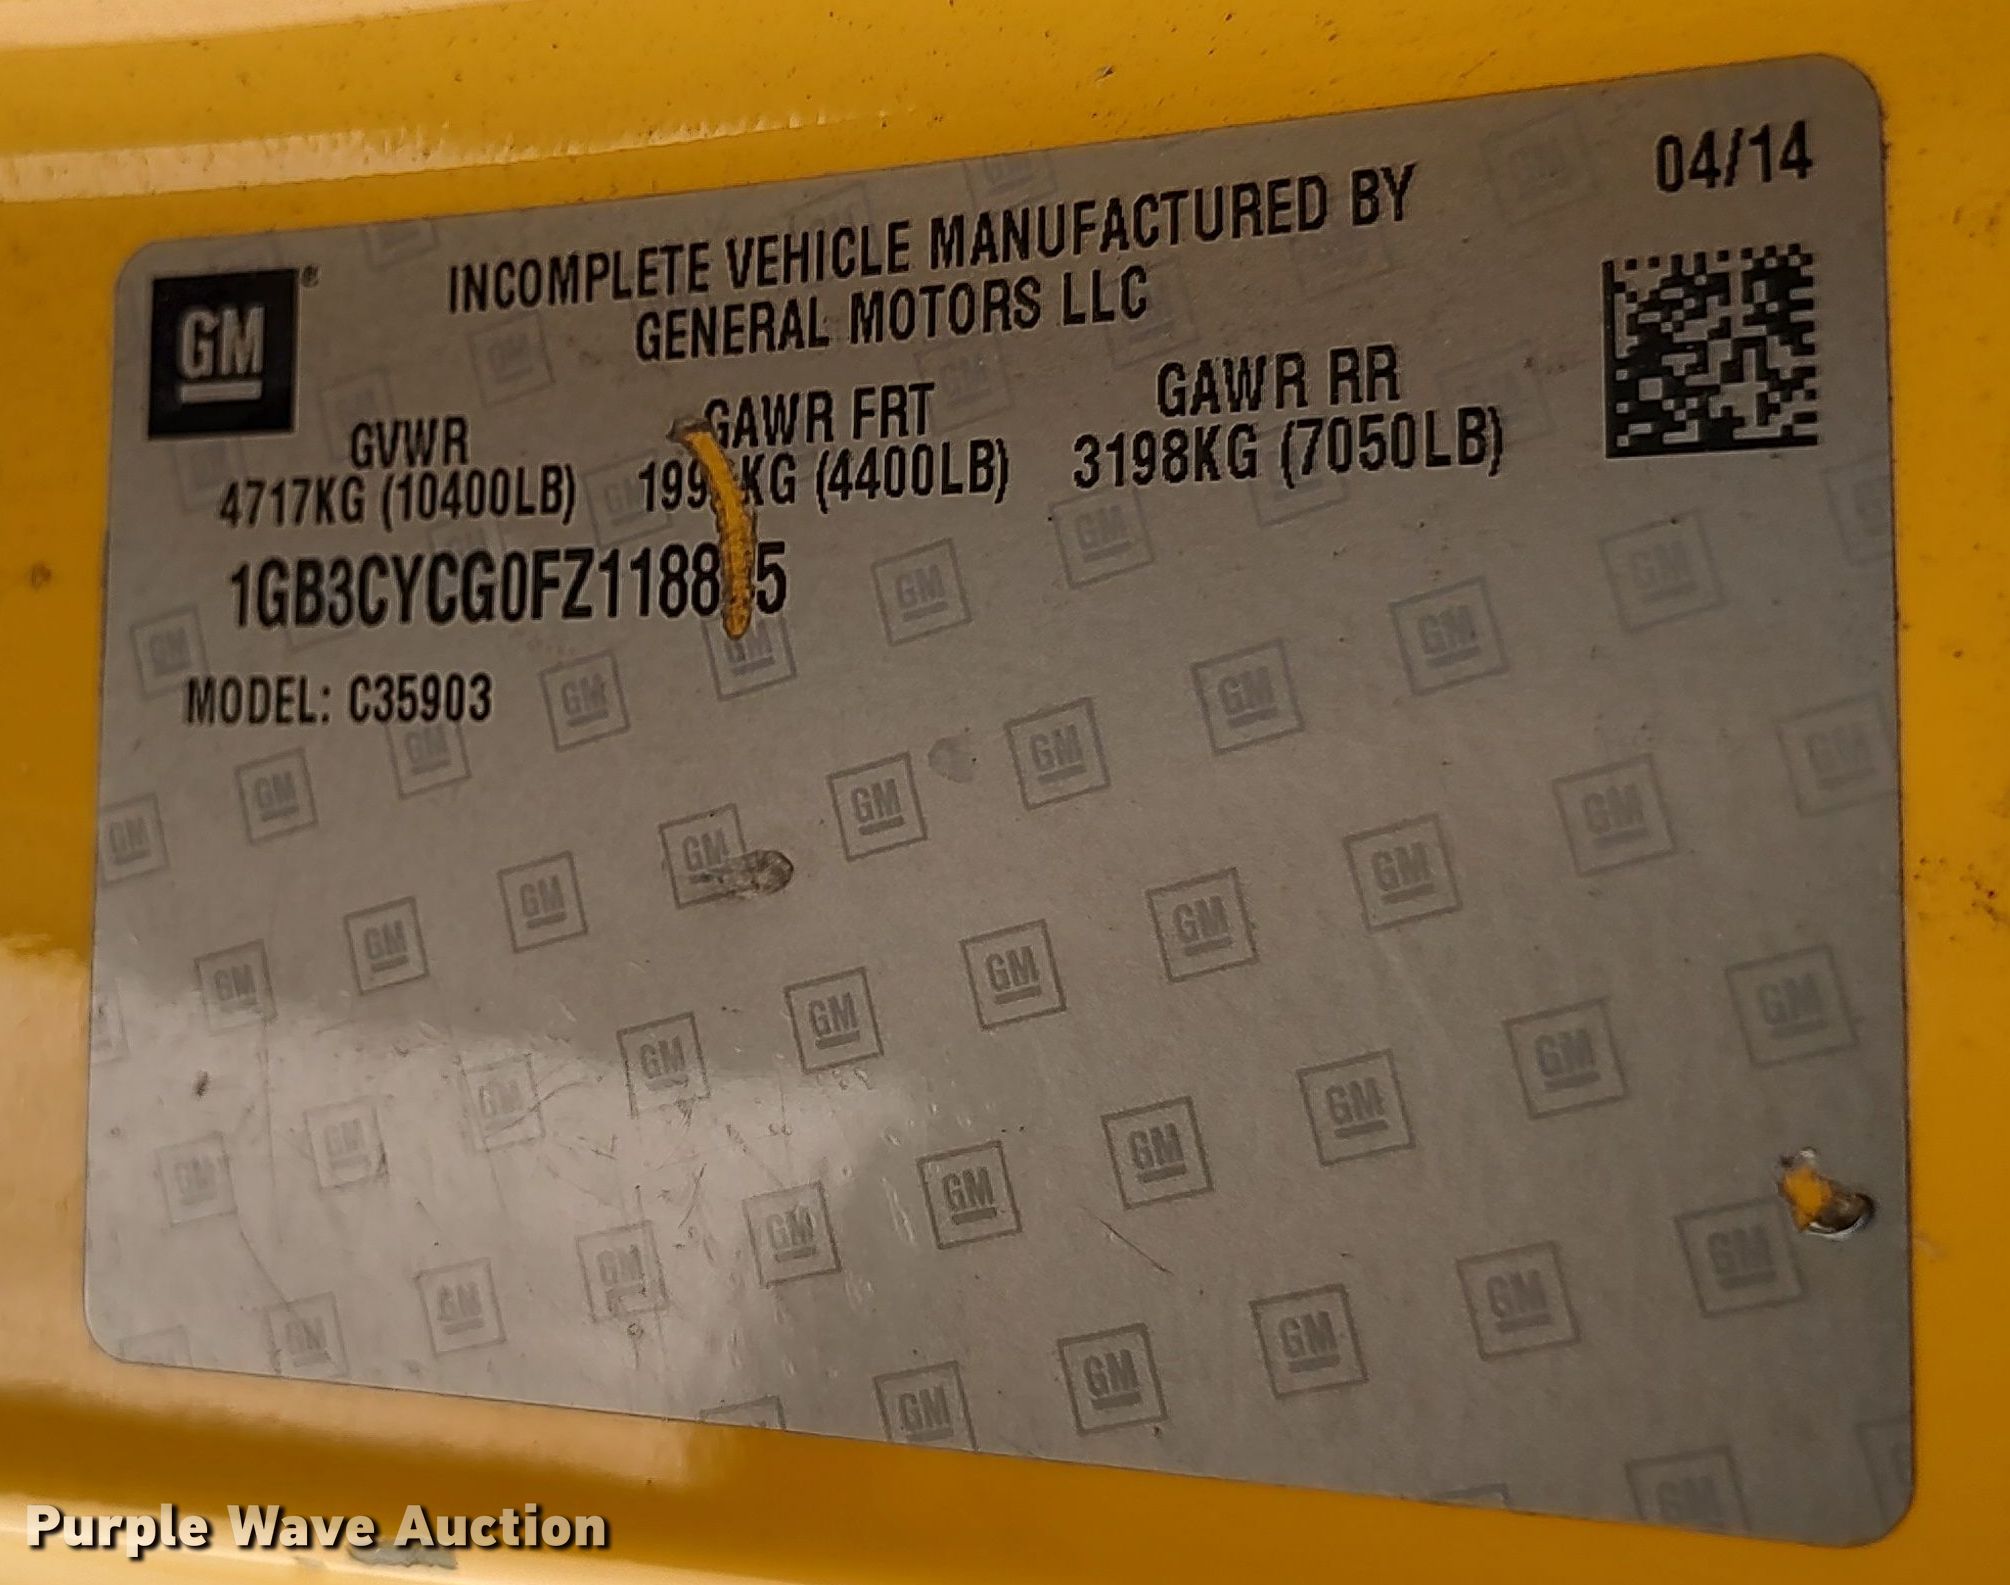 04/14
GM®
INCOMPLETE VEHICLE MANUFACTURED BY
GENERAL MOTORS LLC
GVWR GAWR FRT GAWR RR
4717KG (10400LB) (4400LB) 3198KG (7050LB)
MODEL: C35903
Purple Wave Auction